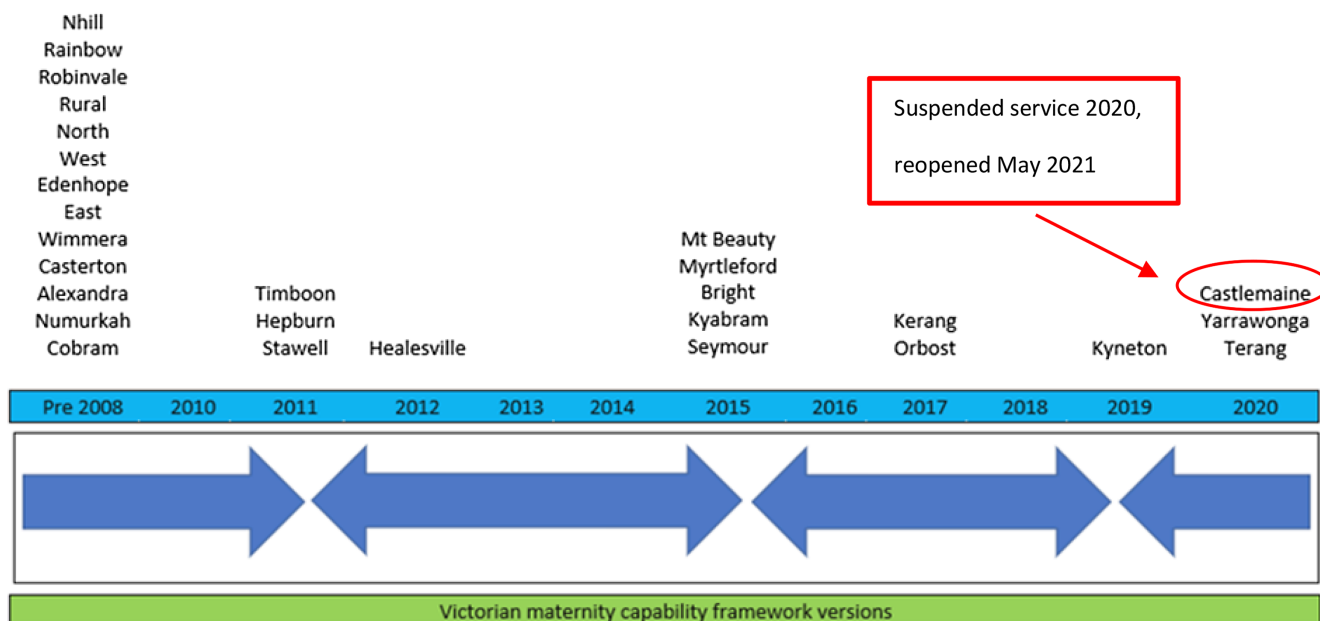 Nhill
Rainbow
Robinvale
Rural
North
West
Edenhope
East
Wimmera
Casterton
Alexandra
Numurkah
Cobram
Timboon
Hepburn
Stawell
Healesville
Mt Beauty
Myrtleford
Bright
Kyabram
Seymour
Kerang
Orbost
Kyneton
Suspended service 2020,
reopened May 2021
Castlemaine
Yarrawonga
Terang
Pre 2008 2010 2011 2012 2013 2014 2015 2016 2017 2018 2019 2020
Victorian maternity capability framework versions